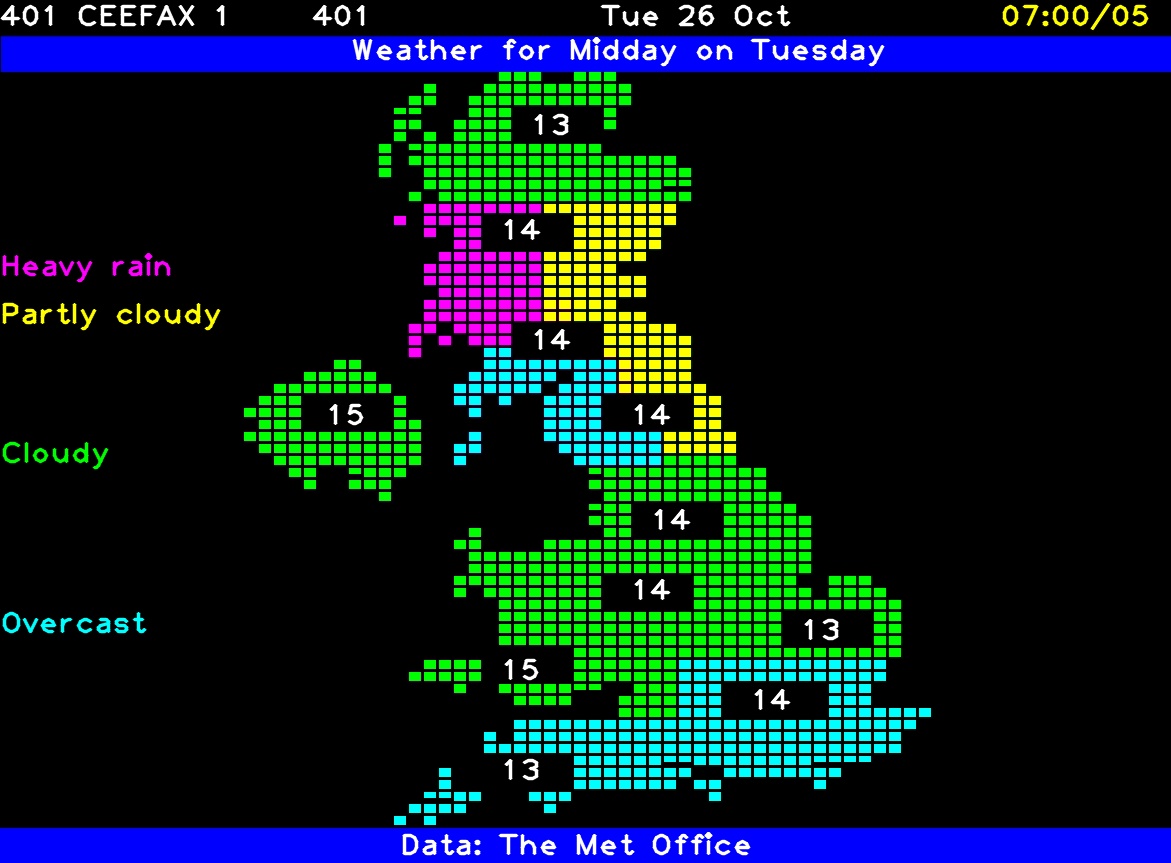 401 CEEFAX 1 401 Tue 26 Oct 07:00/05
Weather for Midday on Tuesday
13
14
Heavy rain
Partly cloudy
14
15 14
Cloudy
14
14
Overcast
13
15
14
13
Data: The Met Office